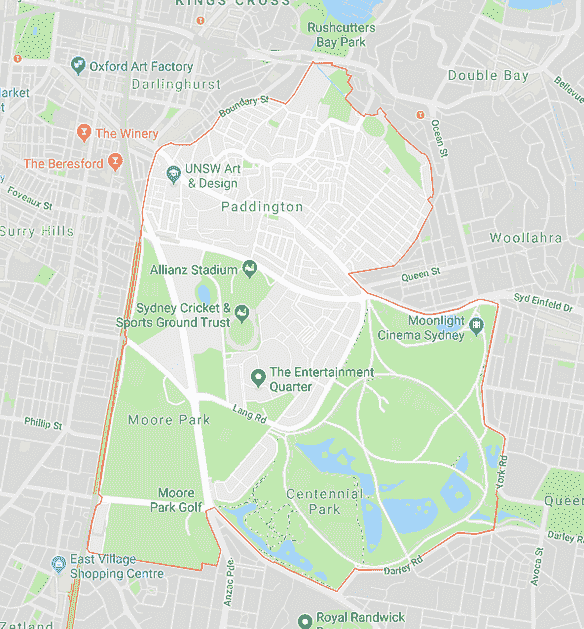 KINGS CROSS
Rushcutters
Bay Park
Oxford Art Factory
Darlinghurst
Double Bay
Bellevue
Market
et
Boundary St
Ocean St
The Winery
The Beresford
UNSW Art
& Design
Foveaux St
Paddington
Surry Hills
Woollahra
Allianz Stadium
Queen St
Syd Einfeld Dr
Sydney Cricket &
Sports Ground Trust
Moonlight
Cinema Sydney
The Entertainment
Quarter
Lang Rd
Moore Park
Phillip St
York Rd
Moore
Park Golf
Centennial
Park
Queen
Darley R
East Village
Shopping Centre
Darley Rd
Anzac Pde
Avoca St
Royal Randwick
Zetland